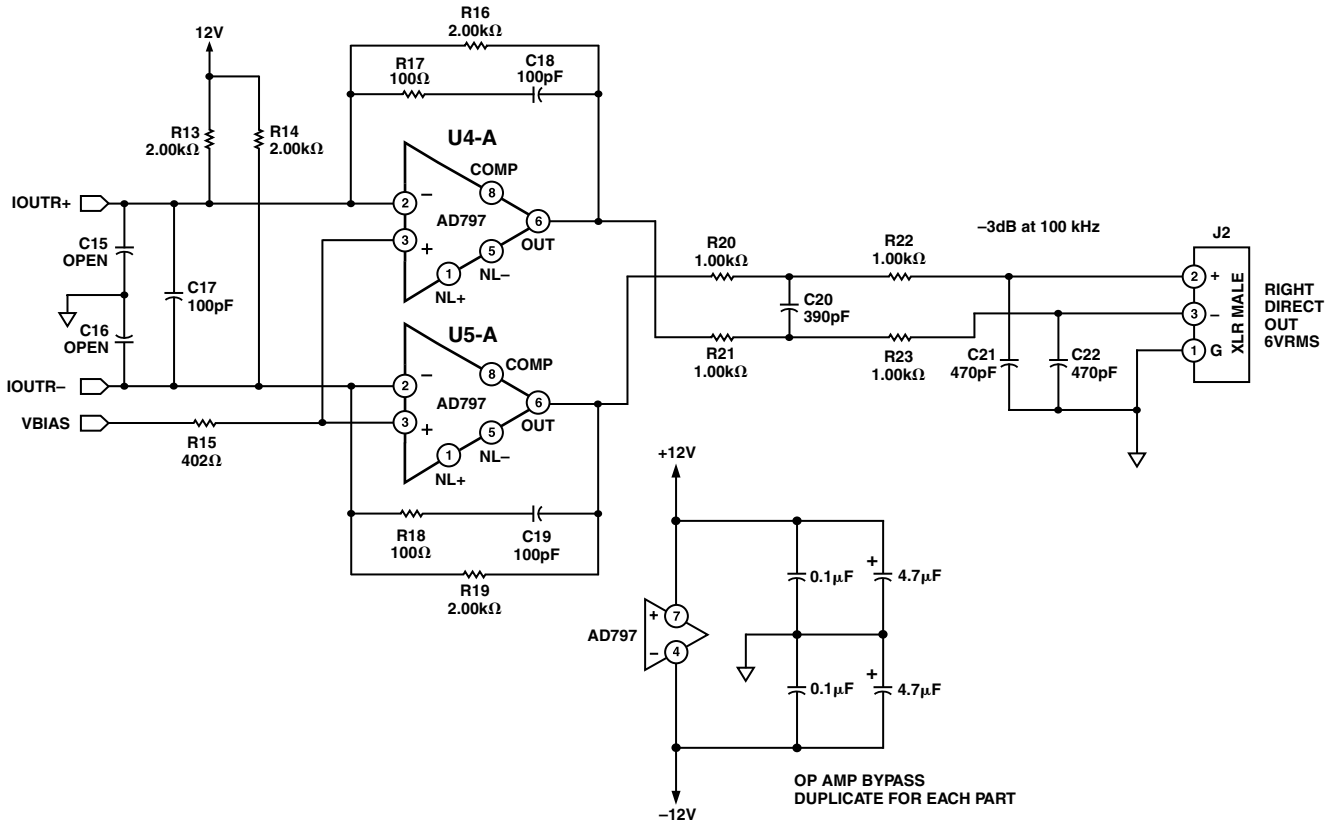 R16
2.00kΩ
12V
R17
100Ω
C18
100pF
R13
2.00kΩ
R14
2.00kΩ
U4-A
COMP
8
IOUTR+
2
–
AD797
6
OUT
3
+
5
NL–
1
NL+
C15
OPEN
C17
100pF
C16
OPEN
R20
1.00kΩ
R22
1.00kΩ
–3dB at 100 kHz
J2
2
+
3
–
1
G
XLR MALE
RIGHT
DIRECT
OUT
6VRMS
C20
390pF
R21
1.00kΩ
R23
1.00kΩ
C21
470pF
C22
470pF
U5-A
COMP
8
IOUTR–
2
–
AD797
6
OUT
VBIAS
3
+
5
NL–
1
NL+
R15
402Ω
R18
100Ω
C19
100pF
R19
2.00kΩ
+12V
0.1μF
+
4.7μF
AD797
+
7
–
4
0.1μF
+
4.7μF
–12V
OP AMP BYPASS
DUPLICATE FOR EACH PART